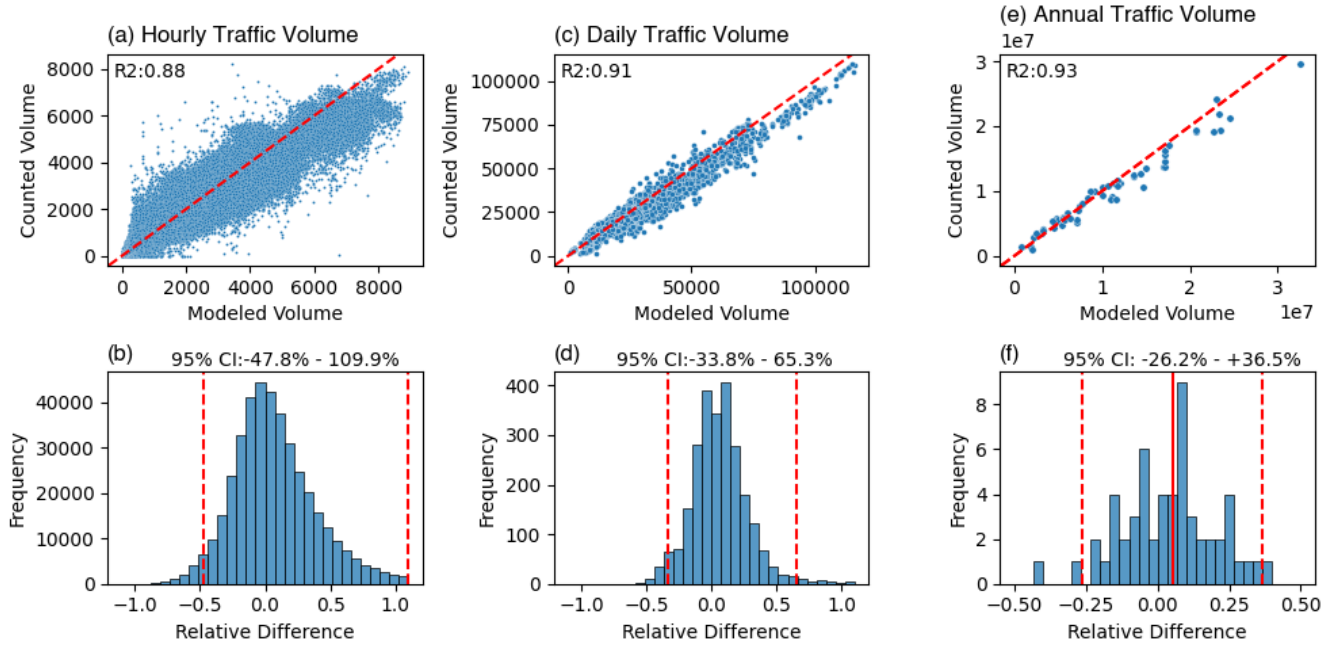 (a) Hourly Traffic Volume
R2:0.88
8000
6000
4000
2000
0
Counted Volume
0 2000 4000 6000 8000
Modeled Volume
(c) Daily Traffic Volume
R2:0.91
100000
75000
50000
25000
0
Counted Volume
0 50000 100000
Modeled Volume
(e) Annual Traffic Volume
1e7
R2:0.93
3
2
1
0
Counted Volume
0 1 2 3
1e7
Modeled Volume
(b)
95% CI:-47.8% - 109.9%
40000
30000
20000
10000
0
Frequency
−1.0 −0.5 0.0 0.5 1.0
Relative Difference
(d)
95% CI:-33.8% - 65.3%
400
300
200
100
0
Frequency
−1.0 −0.5 0.0 0.5 1.0
Relative Difference
(f)
95% CI: -26.2% - +36.5%
8
6
4
2
0
Frequency
−0.50 −0.25 0.00 0.25 0.50
Relative Difference